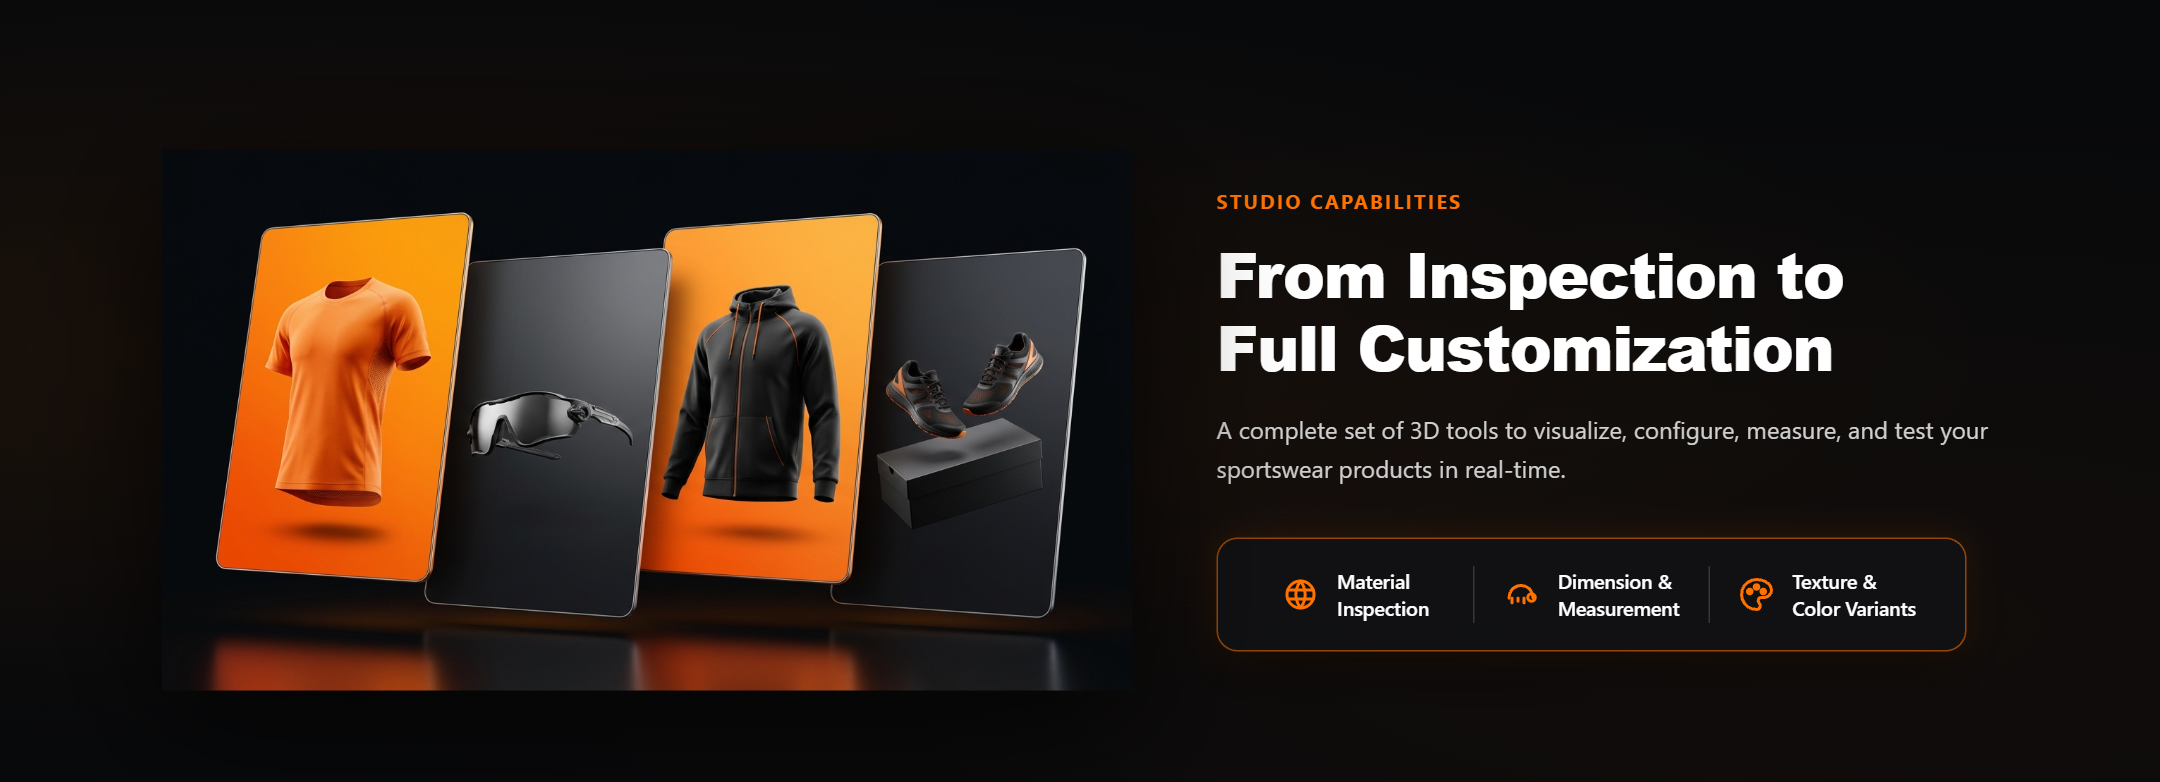 STUDIO CAPABILITIES
From Inspection to
Full Customization
A complete set of 3D tools to visualize, configure, measure, and test your
sportswear products in real-time.
Material
Inspection
Dimension &
Measurement
Texture &
Color Variants